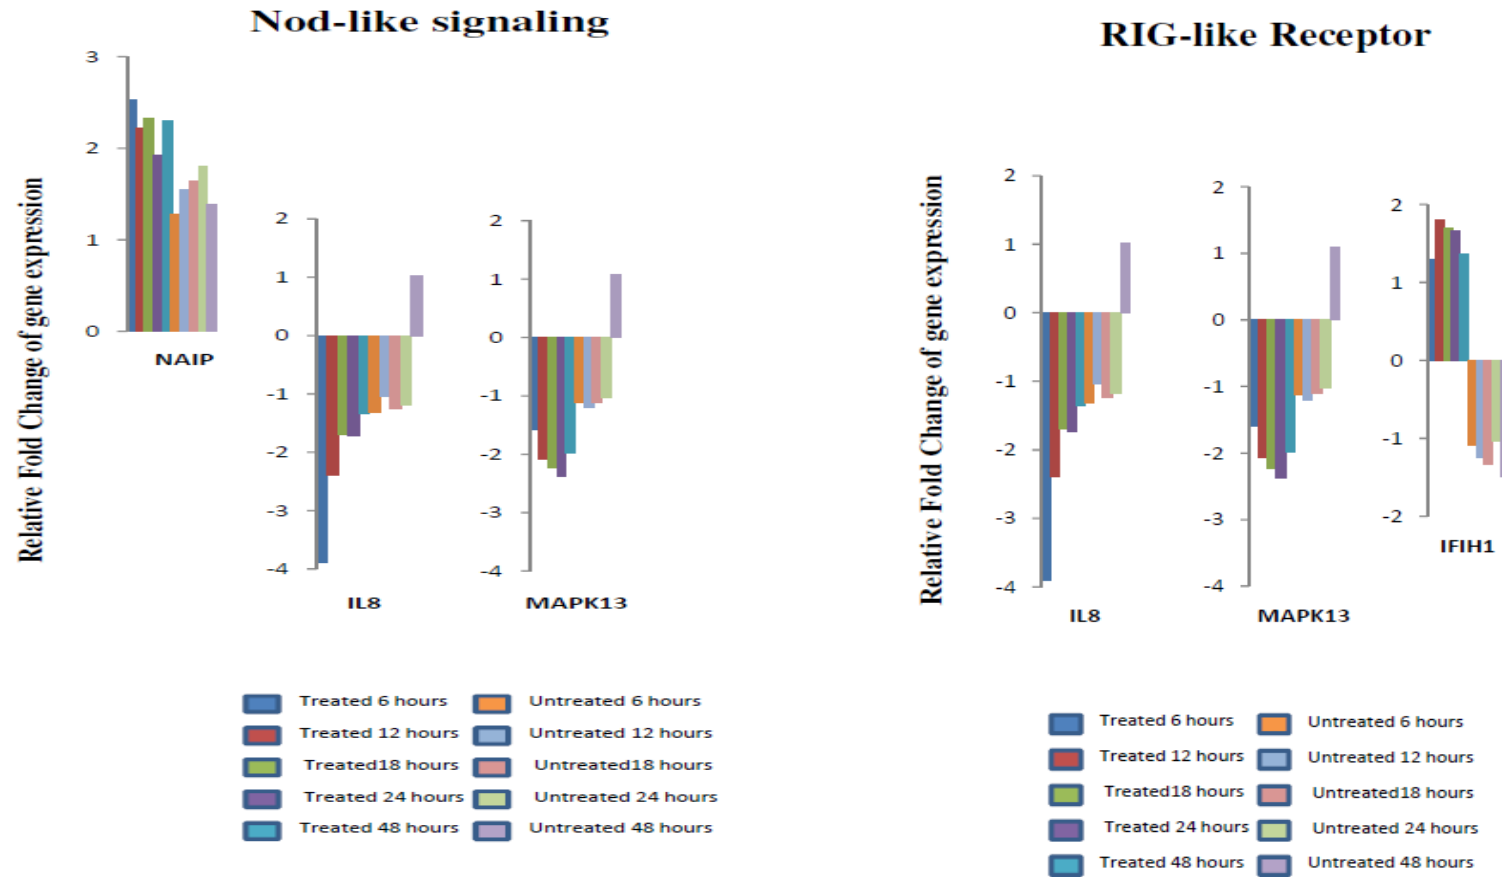 Nod-like signaling
Relative Fold Change of gene expression
3
2
1
0
NAIP
2
1
0
-1
-2
-3
-4
IL8
2
1
0
-1
-2
-3
-4
MAPK13
Treated 6 hours
Untreated 6 hours
Treated 12 hours
Untreated 12 hours
Treated18 hours
Untreated18 hours
Treated 24 hours
Untreated 24 hours
Treated 48 hours
Untreated 48 hours
RIG-like Receptor
Relative Fold Change of gene expression
2
1
0
-1
-2
-3
-4
IL8
2
1
0
-1
-2
-3
-4
MAPK13
2
1
0
-1
-2
IFIH1
Treated 6 hours
Untreated 6 hours
Treated 12 hours
Untreated 12 hours
Treated18 hours
Untreated18 hours
Treated 24 hours
Untreated 24 hours
Treated 48 hours
Untreated 48 hours